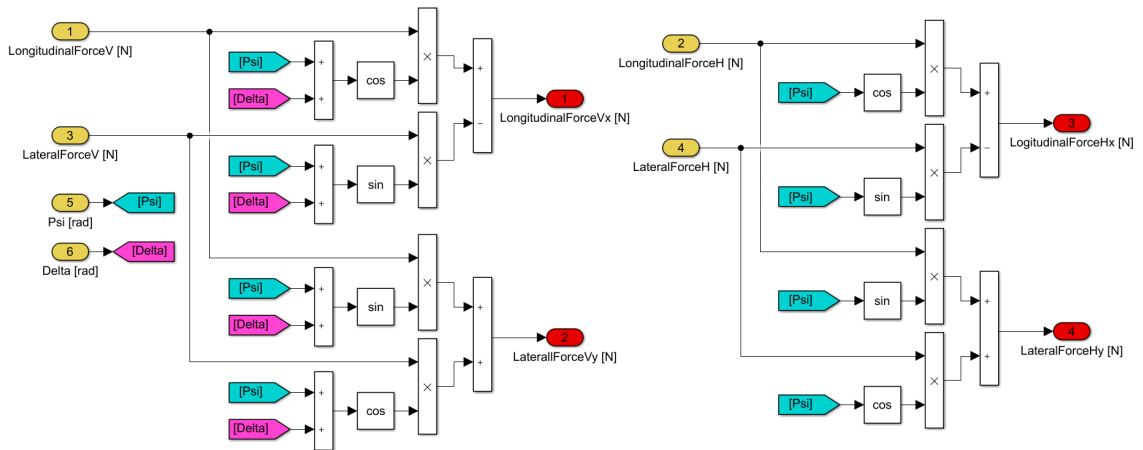 1
LongitudinalForceV [N]
[Psi]
[Delta]
+
+
cos
×
+
−
1
LongitudinalForceVx [N]
3
LateralForceV [N]
[Psi]
[Delta]
+
+
sin
×
5
[Psi]
Psi [rad]
6
[Delta]
Delta [rad]
[Psi]
[Delta]
+
+
sin
×
+
+
2
LaterallForceVy [N]
[Psi]
[Delta]
+
+
cos
×
2
LongitudinalForceH [N]
[Psi]
cos
×
+
−
3
LogitudinalForceHx [N]
4
LateralForceH [N]
[Psi]
sin
×
[Psi]
sin
×
+
+
4
LateralForceHy [N]
[Psi]
cos
×